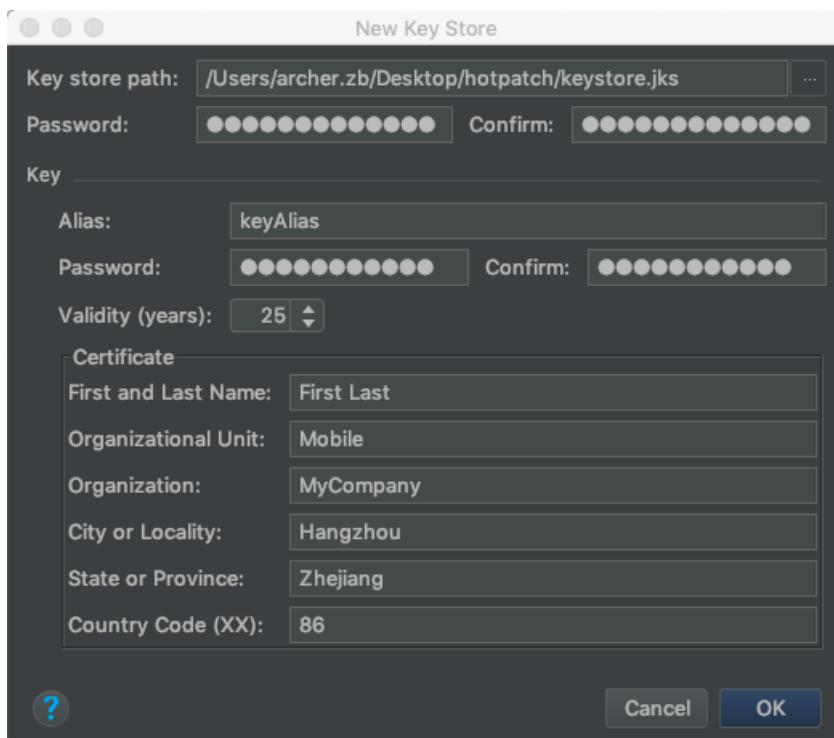 New Key Store
Key store path: /Users/archer.zb/Desktop/hotpatch/keystore.jks ...
Password: ●●●●●●●●●●●●● Confirm: ●●●●●●●●●●●●●
Key
Alias: keyAlias
Password: ●●●●●●●●●●● Confirm: ●●●●●●●●●●●
Validity (years): 25
Certificate
First and Last Name: First Last
Organizational Unit: Mobile
Organization: MyCompany
City or Locality: Hangzhou
State or Province: Zhejiang
Country Code (XX): 86
? Cancel OK